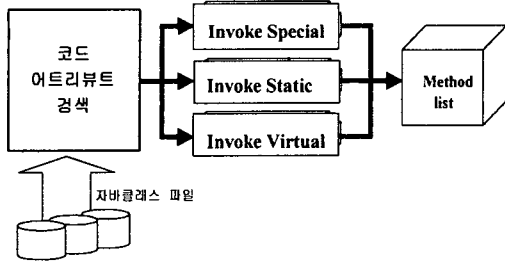 코드
어트리뷰트
검색
Invoke Special
Invoke Static
Invoke Virtual
Method
list
자바클래스 파일